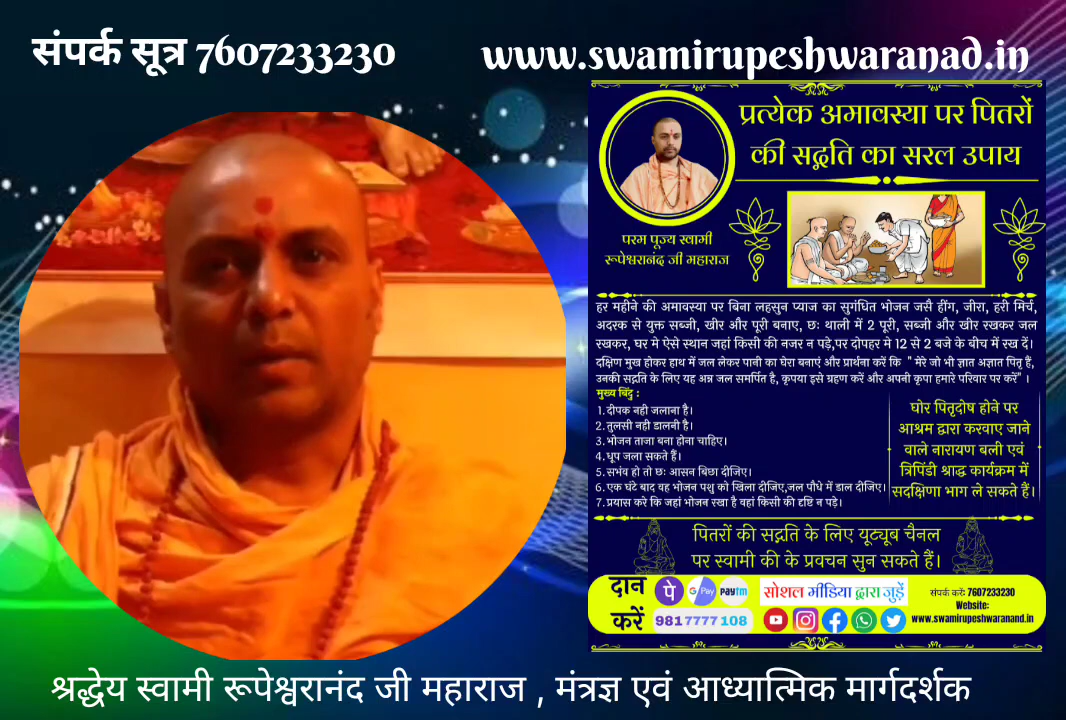 संपर्क सूत्र 7607233230
www.swamirupeshwaranad.in
प्रत्येक अमावस्या पर पितरों
की सद्गति का सरल उपाय
परम पूज्य स्वामी
रूपेश्वरानंद जी महाराज
हर महीने की अमावस्या पर बिना लहसुन प्याज का सुगंधित भोजन जसै हींग, जीरा, हरी मिर्च,
अदरक से युक्त सब्जी, खीर और पूरी बनाए, छः थाली में 2 पूरी, सब्जी और खीर रखकर जल
रखकर, घर मे ऐसे स्थान जहां किसी की नजर न पड़े,पर दोपहर मे 12 से 2 बजे के बीच में रख दें।
दक्षिण मुख होकर हाथ में जल लेकर पानी का घेरा बनाएं और प्रार्थना करें कि " मेरे जो भी ज्ञात अज्ञात पितृ हैं,
उनकी सद्गति के लिए यह अन्न जल समर्पित है, कृपया इसे ग्रहण करें और अपनी कृपा हमारे परिवार पर करें" ।
मुख्य बिंदु :
1. दीपक नही जलाना है।
2. तुलसी नही डालनी है।
3. भोजन ताजा बना होना चाहिए।
4. धूप जला सकते हैं।
5. सभंव हो तो छः आसन बिछा दीजिए।
6. एक घंटे बाद वह भोजन पशु को खिला दीजिए,जल पौधे में डाल दीजिए।
7. प्रयास करे कि जहां भोजन रखा है वहां किसी की दृष्टि न पड़े।
घोर पितृदोष होने पर
आश्रम द्वारा करवाए जाने
वाले नारायण बली एवं
त्रिपिंडी श्राद्ध कार्यक्रम में
सदक्षिणा भाग ले सकते हैं।
पितरों की सद्गति के लिए यूट्यूब चैनल
पर स्वामी की के प्रवचन सुन सकते हैं।
दान
करें
पे G Pay paytm
981 7777 108
सोशल मीडिया द्वारा जुड़ें
संपर्क करेंः 7607233230
Website:
www.swamirupeshwaranand.in
श्रद्धेय स्वामी रूपेश्वरानंद जी महाराज , मंत्रज्ञ एवं आध्यात्मिक मार्गदर्शक